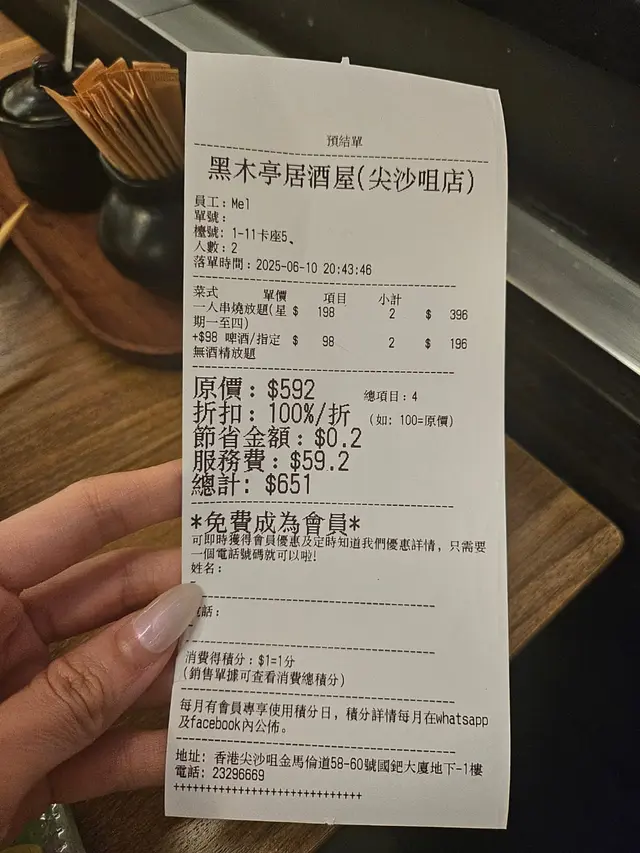 預結單
黑木亭居酒屋(尖沙咀店)
員工: Mel
單號:
檯號: 1-11卡座5、
人數: 2
落單時間: 2025-06-10 20:43:46
菜式 單價 項目 小計
一人串燒放題(星 $ 198 2 $ 396
期一至四)
+$98 啤酒/指定 $ 98 2 $ 196
無酒精放題
原價: $592 總項目: 4
折扣: 100%/折 (如: 100=原價)
節省金額: $0.2
服務費: $59.2
總計: $651
*免費成為會員*
可即時獲得會員優惠及定時知道我們優惠詳情, 只需要
一個電話號碼就可以啦!
姓名:
話:
消費得積分: $1=1分
(銷售單據可查看消費總積分)
每月有會員專享使用積分日, 積分詳情每月在whatsapp
及facebook內公佈。
地址: 香港尖沙咀金馬倫道58-60號國鈀大廈地下-1樓
電話: 23296669
++++++++++++++++++++++++++++